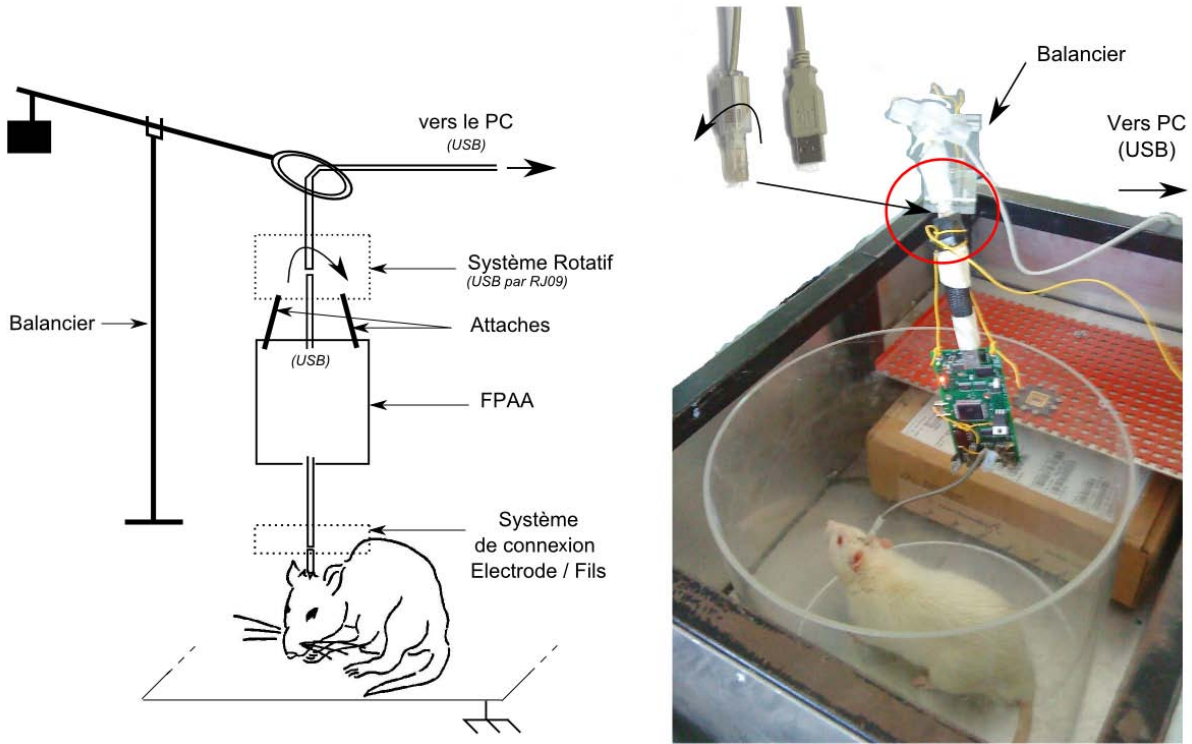 vers le PC
(USB)
Système Rotatif
(USB par RJ09)
Balancier
Attaches
(USB)
FPAA
Système
de connexion
Electrode / Fils
Balancier
Vers PC
(USB)